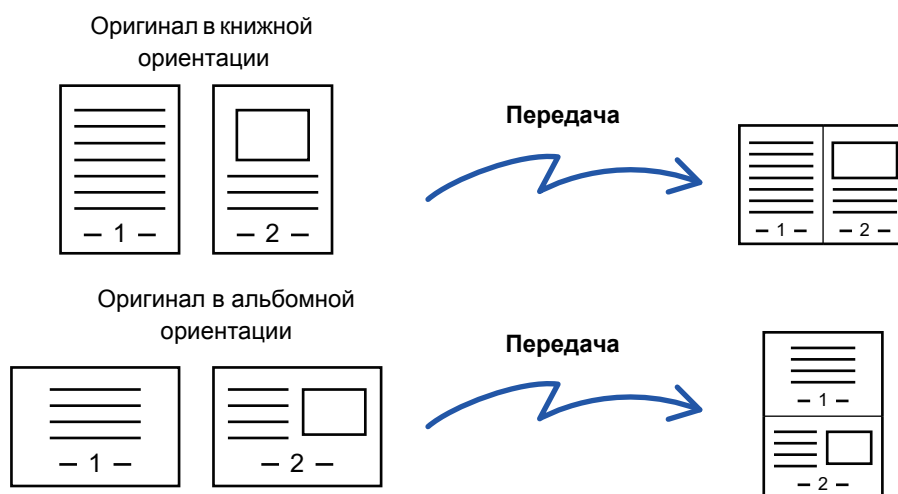 Оригинал в книжной
ориентации
Передача
– 1 –
– 2 –
– 1 –
– 2 –
Оригинал в альбомной
ориентации
Передача
– 1 –
– 2 –
– 1 –
– 2 –